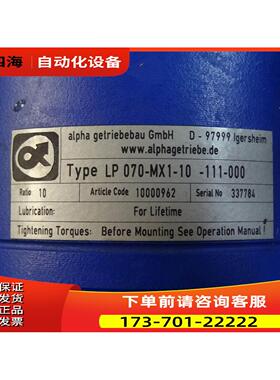 四海 | 自动化设备
alpha getriebebau GmbH D - 97999 Igersheim
www.alphagetriebe.de
Type LP 070-MX1-10 -111-000
Ratio 10 Article Code 10000962 Serial No 337784
Lubrication: For Lifetime
Tightening Torques: Before Mounting See Operation Manual !
下单前请咨询客服
173-701-22222